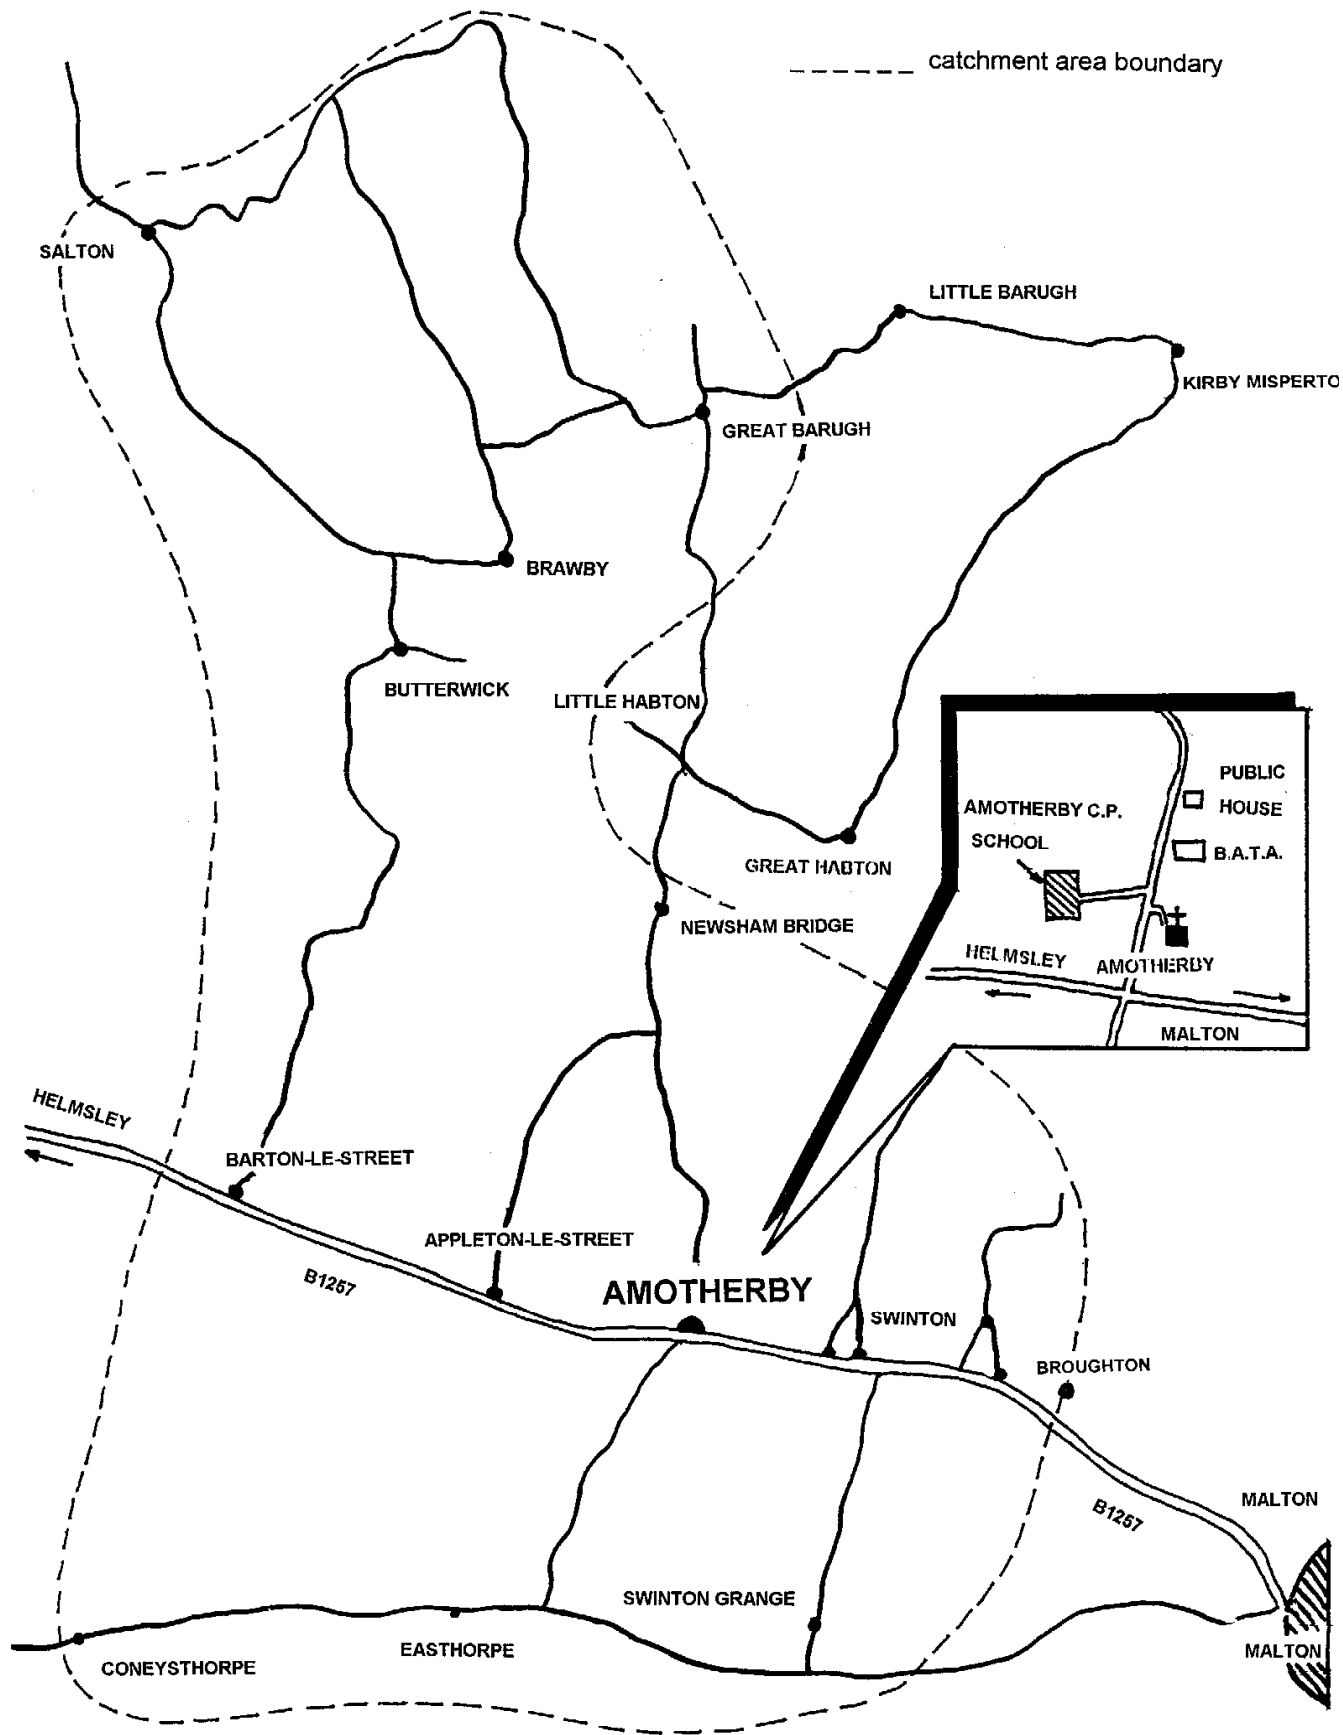 catchment area boundary
SALTON
LITTLE BARUGH
KIRBY MISPERTO
GREAT BARUGH
BRAWBY
BUTTERWICK
LITTLE HABTON
PUBLIC
HOUSE
AMOTHERBY C.P.
SCHOOL
B.A.T.A.
GREAT HABTON
NEWSHAM BRIDGE
HELMSLEY
AMOTHERBY
MALTON
HELMSLEY
BARTON-LE-STREET
APPLETON-LE-STREET
B1257
AMOTHERBY
SWINTON
BROUGHTON
MALTON
B1257
SWINTON GRANGE
EASTHORPE
CONEYSTHORPE
MALTON